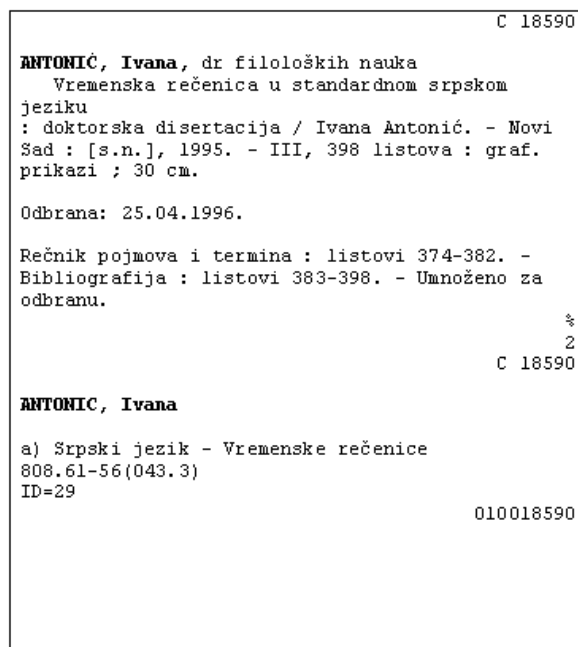 C 18590
ANTONIĆ, Ivana, dr filoloških nauka
Vremenska rečenica u standardnom srpskom
jeziku
: doktorska disertacija / Ivana Antonić. - Novi
Sad : [s.n.], 1995. - III, 398 listova : graf.
prikazi ; 30 cm.
Odbrana: 25.04.1996.
Rečnik pojmova i termina : listovi 374-382. -
Bibliografija : listovi 383-398. - Umnoženo za
odbranu.
%
2
C 18590
ANTONIĆ, Ivana
a) Srpski jezik - Vremenske rečenice
808.61-56(043.3)
ID=29
010018590